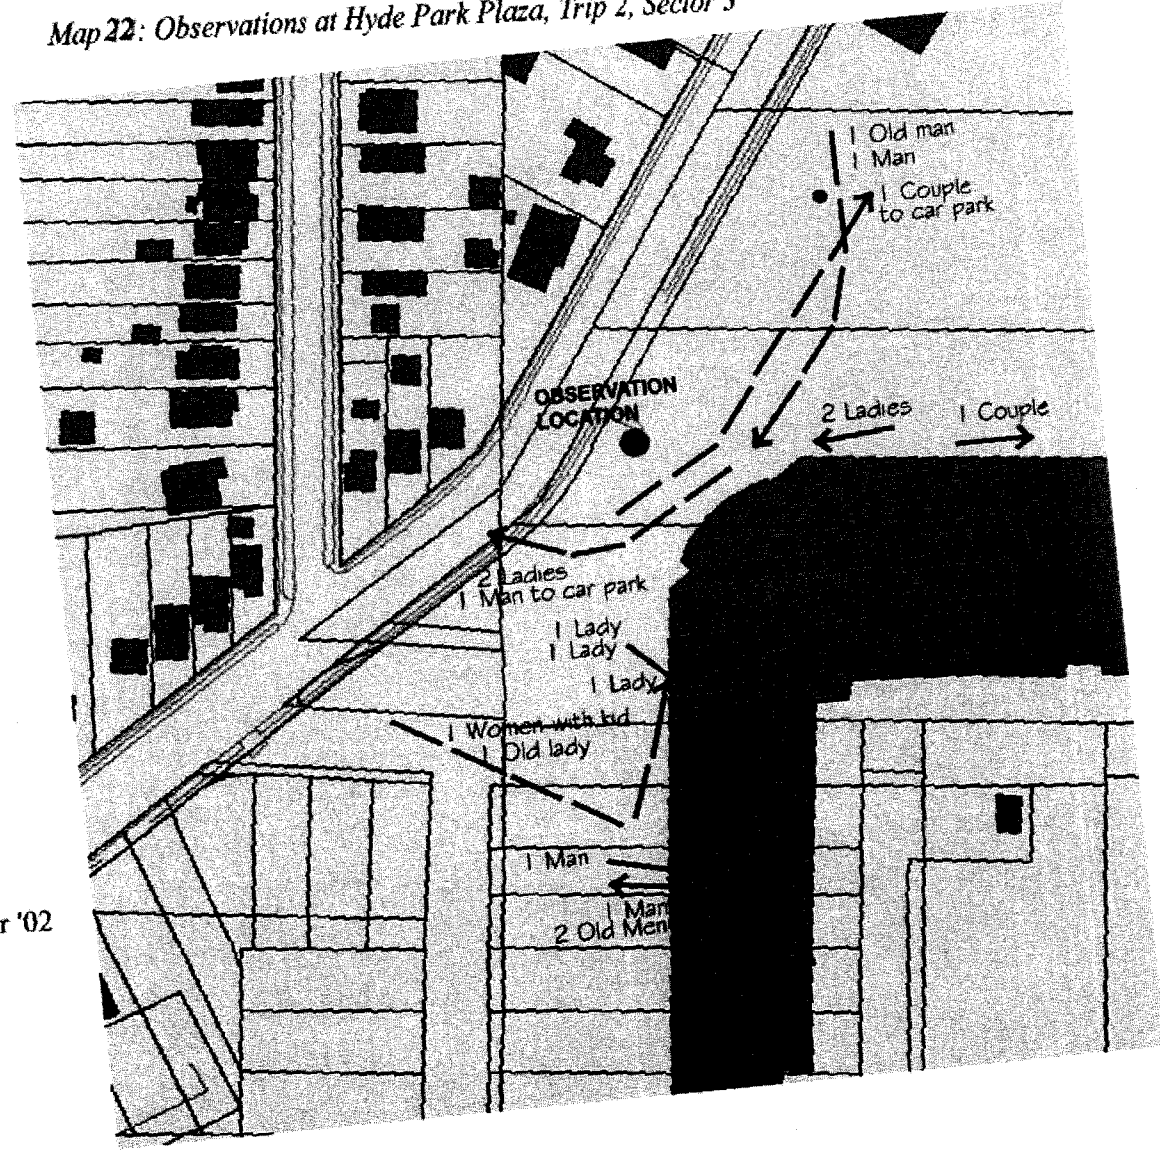 Map 22: Observations at Hyde Park Plaza, Trip 2, Sector 3
1 Old man
1 Man
1 Couple
to car park
OBSERVATION
LOCATION
2 Ladies
1 Couple
2 Ladies
1 Man to car park
1 Lady
1 Lady
1 Lady
1 Women with kid
1 Old lady
1 Man
1 Man
2 Old Men
r '02